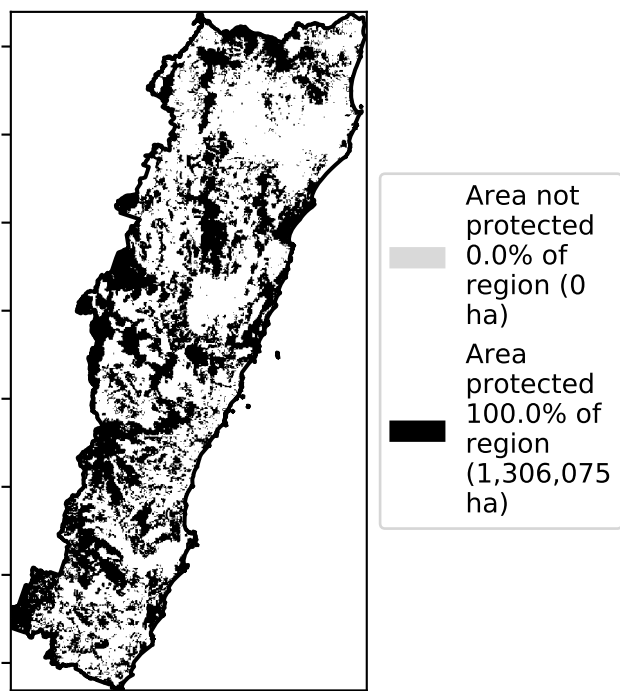 Area not
protected
0.0% of
region (0
ha)
Area
protected
100.0% of
region
(1,306,075
ha)